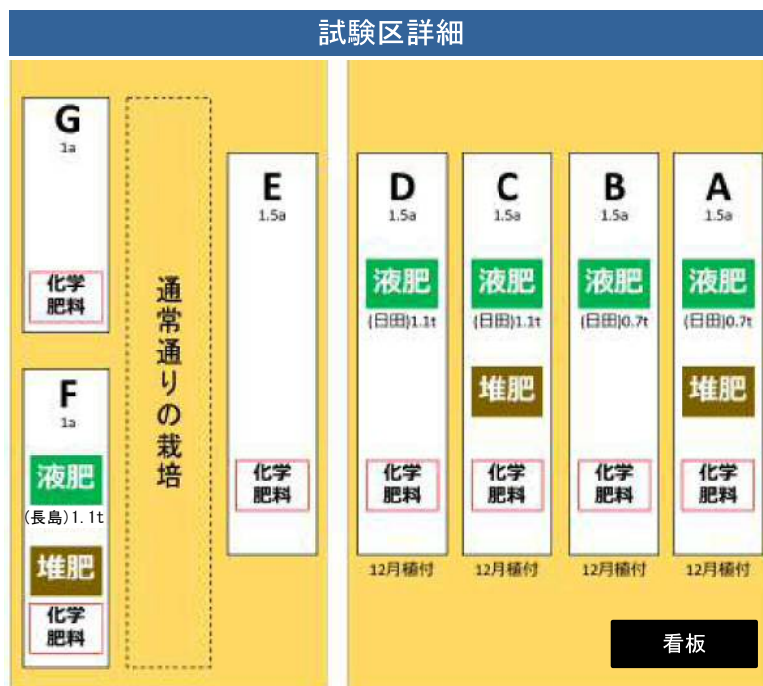 試験区詳細
G
1a
化学
肥料
F
1a
液肥
(長島)1.1t
堆肥
化学
肥料
通常通りの栽培
E
1.5a
化学
肥料
D
1.5a
液肥
(日田)1.1t
化学
肥料
12月植付
C
1.5a
液肥
(日田)1.1t
堆肥
化学
肥料
12月植付
B
1.5a
液肥
(日田)0.7t
化学
肥料
12月植付
A
1.5a
液肥
(日田)0.7t
堆肥
化学
肥料
12月植付
看板